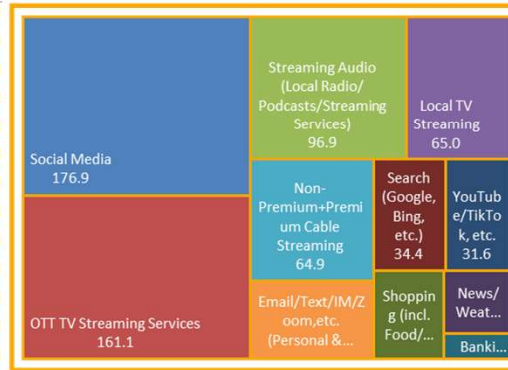 Social Media
176.9
OTT TV Streaming Services
161.1
Streaming Audio
(Local Radio/
Podcasts/Streaming
Services)
96.9
Local TV
Streaming
65.0
Non-
Premium+Premi
um Cable
Streaming
64.9
Search
(Google,
Bing,
etc.)
34.4
YouTub
e/TikTo
k, etc.
31.6
Email/Text/IM/Z
oom,etc.
(Personal &...
Shoppin
g (incl.
Food/...
News/
Weat...
Banki...